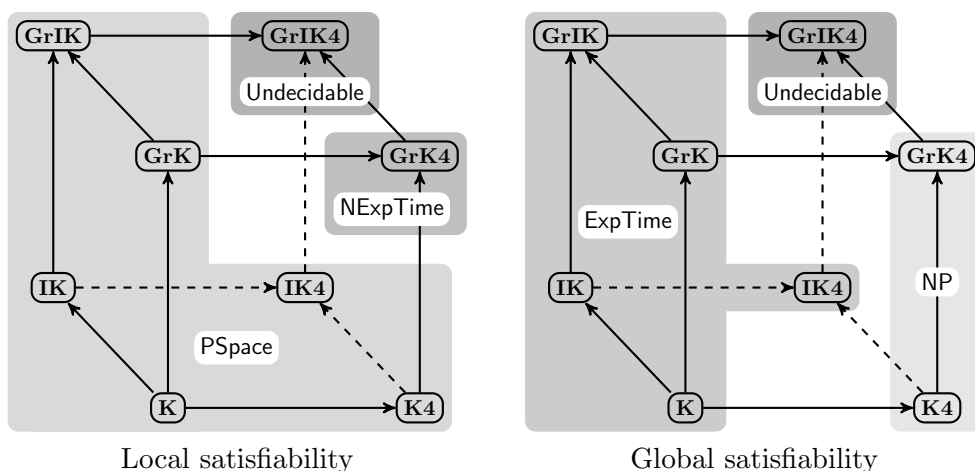 GrIK GrIK4
Undecidable
GrK GrK4
NExpTime
IK IK4
PSpace
K K4
Local satisfiability
GrIK GrIK4
Undecidable
GrK GrK4
ExpTime
IK IK4
NP
K K4
Global satisfiability